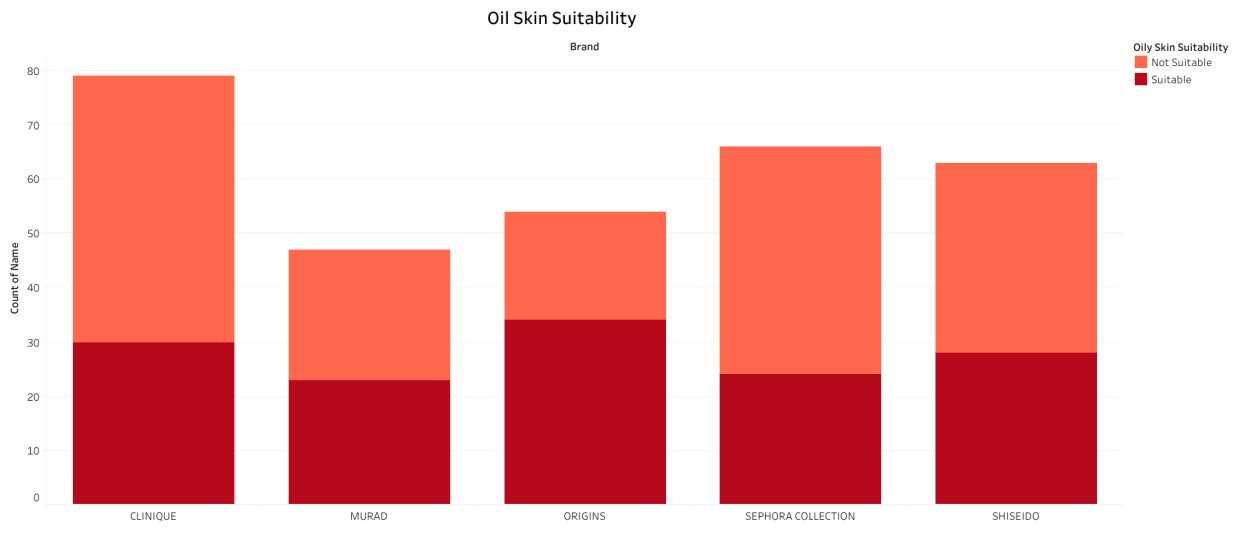 Oil Skin Suitability
Brand
Oily Skin Suitability
Not Suitable
Suitable
80
70
60
50
40
30
20
10
0
Count of Name
CLINIQUE
MURAD
ORIGINS
SEPHORA COLLECTION
SHISEIDO